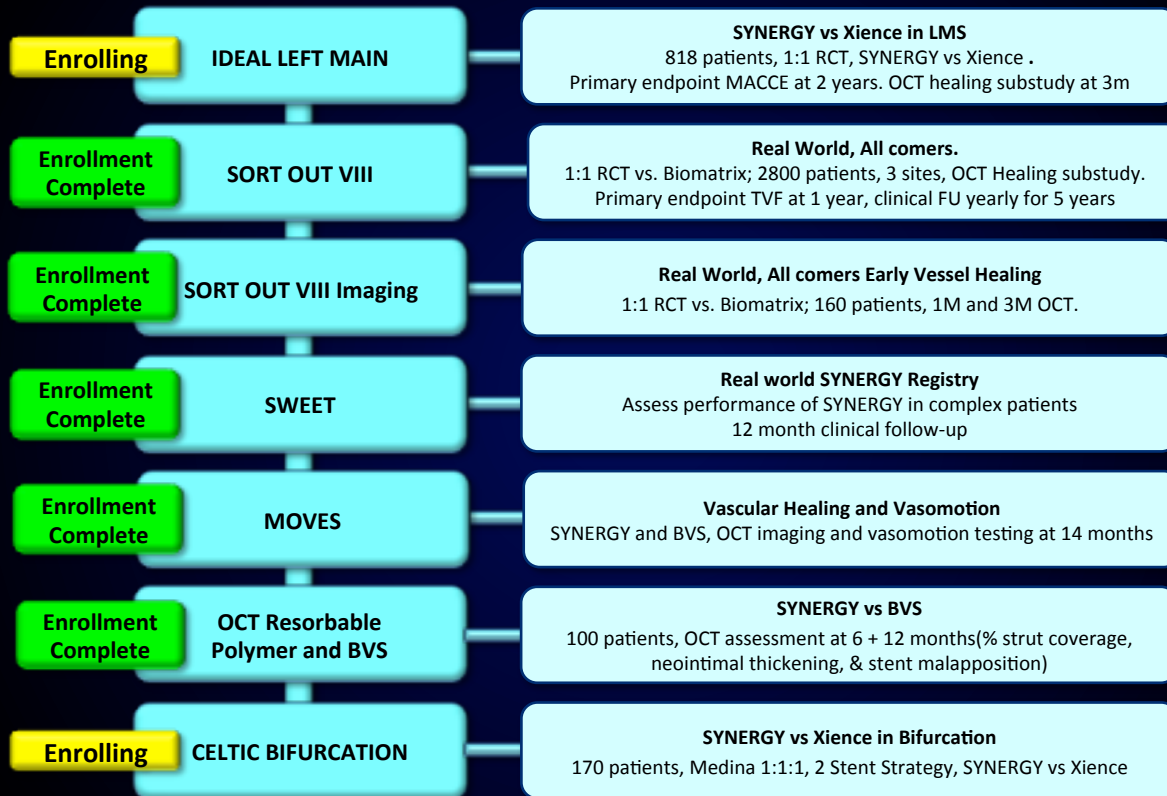 Enrolling
IDEAL LEFT MAIN
SYNERGY vs Xience in LMS
818 patients, 1:1 RCT, SYNERGY vs Xience .
Primary endpoint MACCE at 2 years. OCT healing substudy at 3m
Enrollment
Complete
SORT OUT VIII
Real World, All comers.
1:1 RCT vs. Biomatrix; 2800 patients, 3 sites, OCT Healing substudy.
Primary endpoint TVF at 1 year, clinical FU yearly for 5 years
Enrollment
Complete
SORT OUT VIII Imaging
Real World, All comers Early Vessel Healing
1:1 RCT vs. Biomatrix; 160 patients, 1M and 3M OCT.
Enrollment
Complete
SWEET
Real world SYNERGY Registry
Assess performance of SYNERGY in complex patients
12 month clinical follow-up
Enrollment
Complete
MOVES
Vascular Healing and Vasomotion
SYNERGY and BVS, OCT imaging and vasomotion testing at 14 months
Enrollment
Complete
OCT Resorbable
Polymer and BVS
SYNERGY vs BVS
100 patients, OCT assessment at 6 + 12 months(% strut coverage,
neointimal thickening, & stent malapposition)
Enrolling
CELTIC BIFURCATION
SYNERGY vs Xience in Bifurcation
170 patients, Medina 1:1:1, 2 Stent Strategy, SYNERGY vs Xience